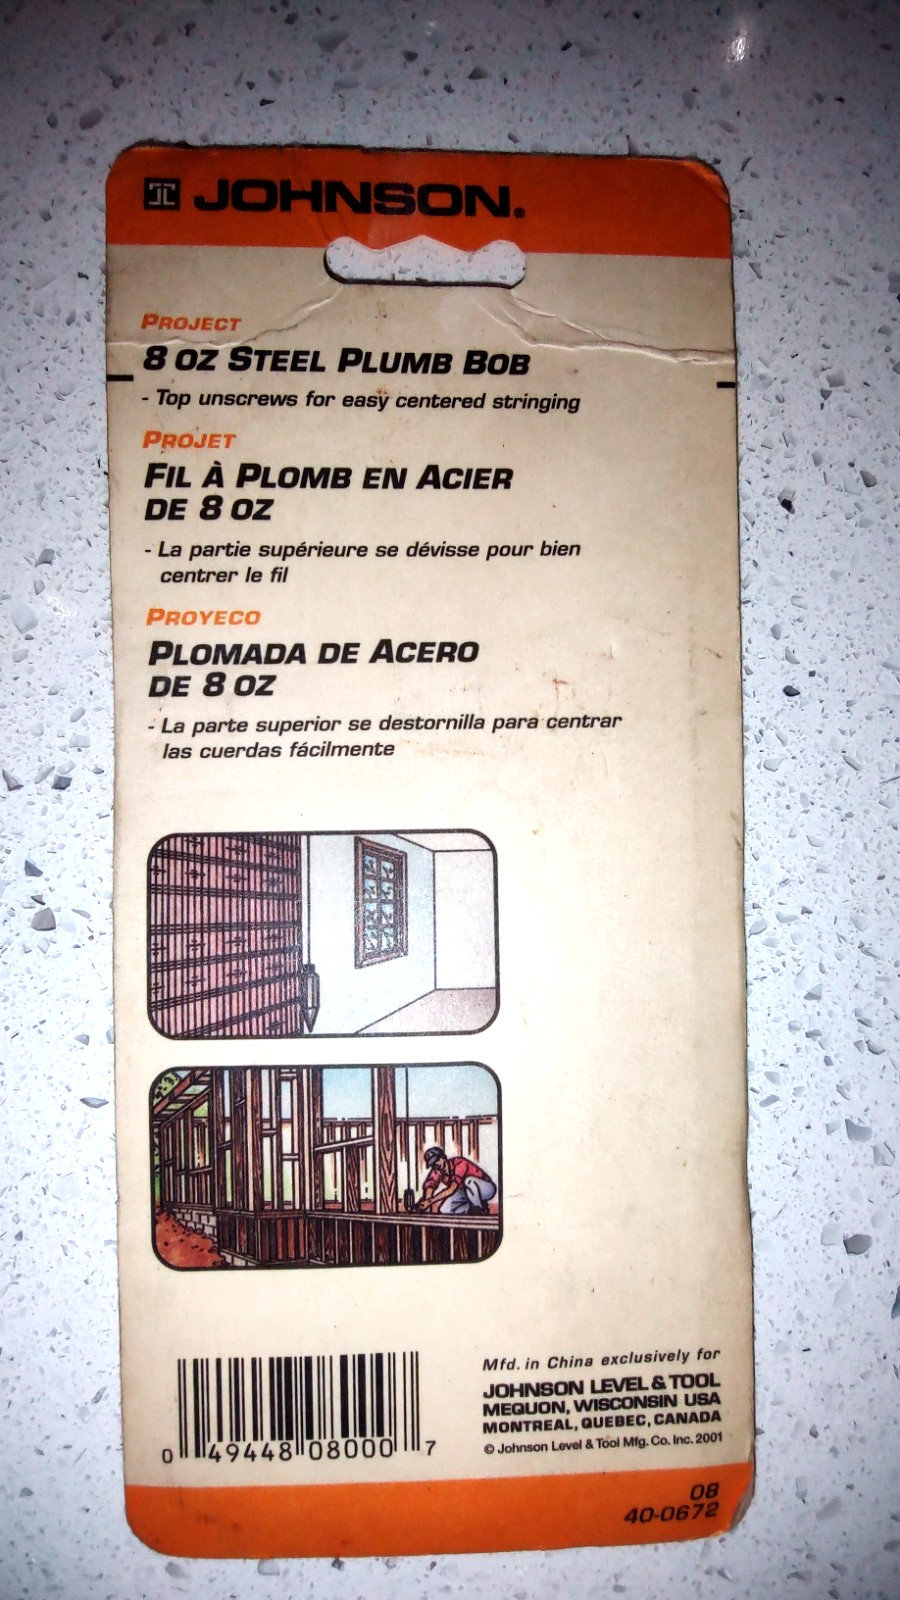 JOHNSON®
PROJECT
8 OZ STEEL PLUMB BOB
- Top unscrews for easy centered stringing
PROJET
FIL À PLOMB EN ACIER
DE 8 OZ
- La partie supérieure se dévisse pour bien
centrer le fil
PROYECO
PLOMADA DE ACERO
DE 8 OZ
- La parte superior se destornilla para centrar
las cuerdas fácilmente
Mfd. in China exclusively for
JOHNSON LEVEL & TOOL
MEQUON, WISCONSIN USA
MONTREAL, QUEBEC, CANADA
© Johnson Level & Tool Mfg. Co. Inc. 2001
0 49448 08000 7
08
40-0672